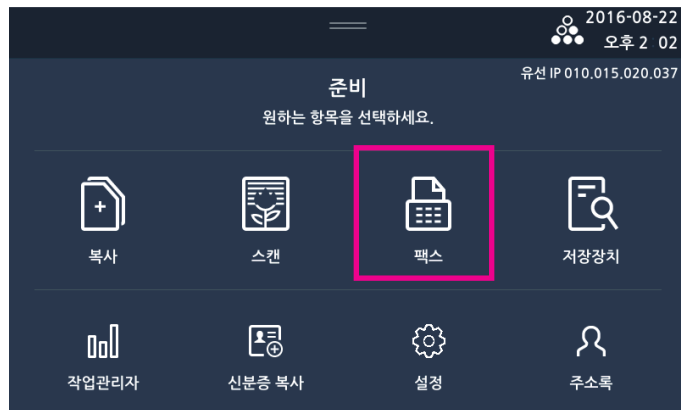 2016-08-22
오후 2 02
유선 IP 010.015.020.037
준비
원하는 항목을 선택하세요.
복사 스캔 팩스 저장장치
작업관리자 신분증 복사 설정 주소록